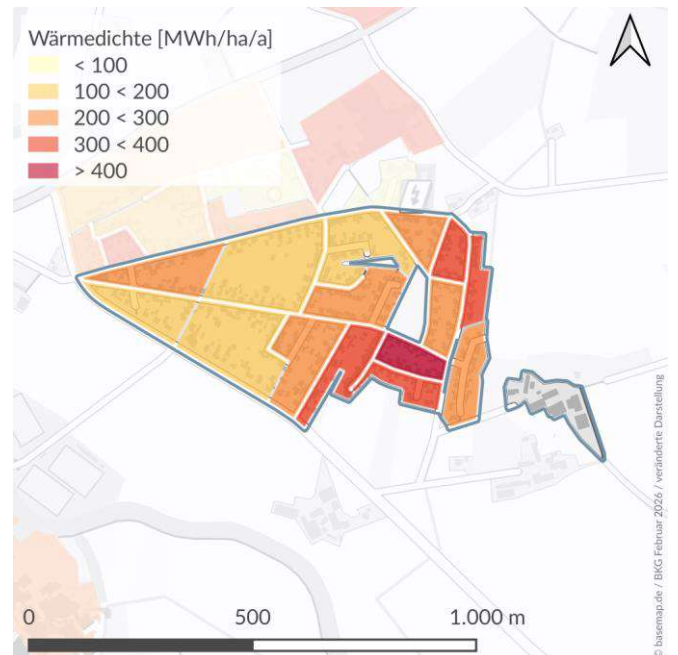 Wärmedichte [MWh/ha/a]
< 100
100 < 200
200 < 300
300 < 400
> 400
© basemap.de / BKG Februar 2026 / veränderte Darstellung
0 500 1.000 m